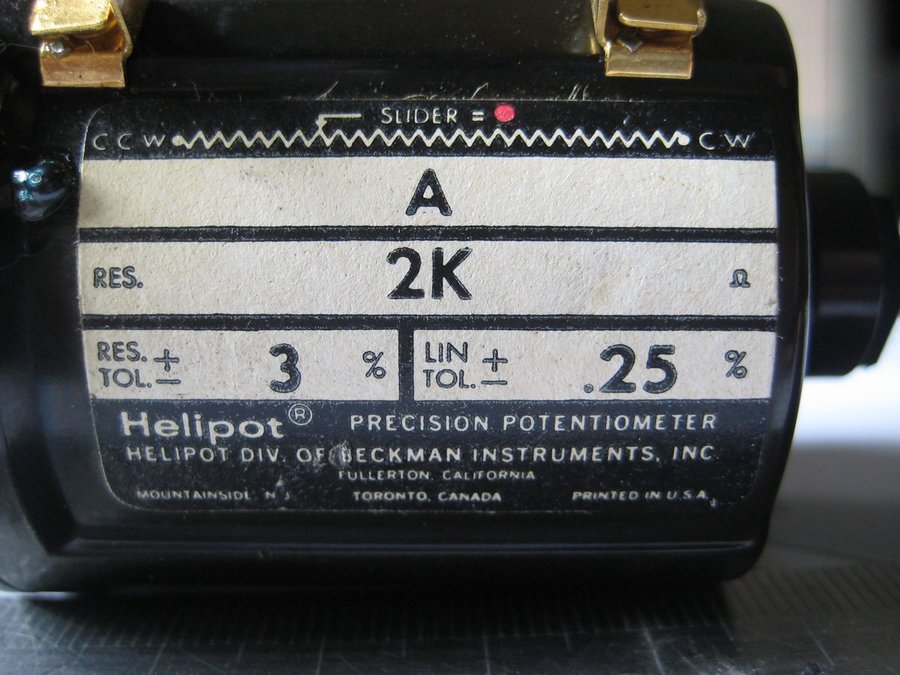 SLIDER =
CCW CW
A
RES. 2K Ω
RES. TOL. ± 3 %
LIN TOL. ± .25 %
Helipot® PRECISION POTENTIOMETER
HELIPOT DIV. OF BECKMAN INSTRUMENTS, INC.
FULLERTON, CALIFORNIA
MOUNTAINSIDE, N.J. TORONTO, CANADA PRINTED IN U.S.A.